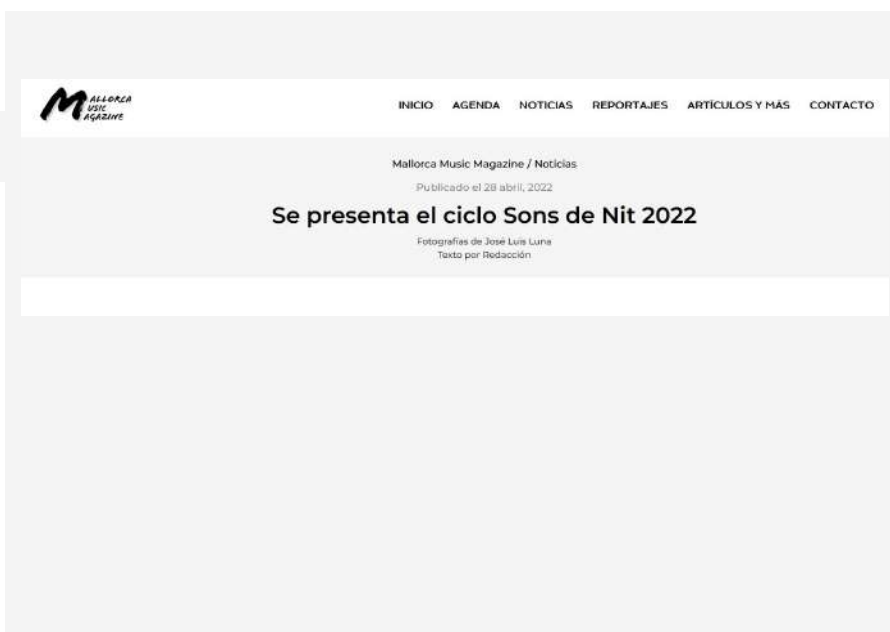 MALLORCA
MUSIC
MAGAZINE
INICIO AGENDA NOTICIAS REPORTAJES ARTÍCULOS Y MÁS CONTACTO
Mallorca Music Magazine / Noticias
Publicado el 28 abril, 2022
Se presenta el ciclo Sons de Nit 2022
Fotografías de José Luis Luna
Texto por Redacción